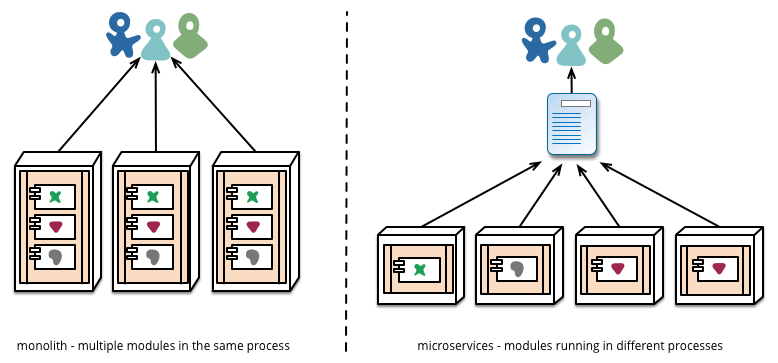 monolith - multiple modules in the same process
microservices - modules running in different processes